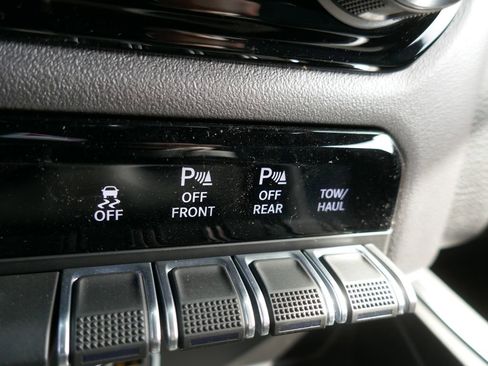 OFF
P OFF FRONT
P OFF REAR
TOW/ HAUL